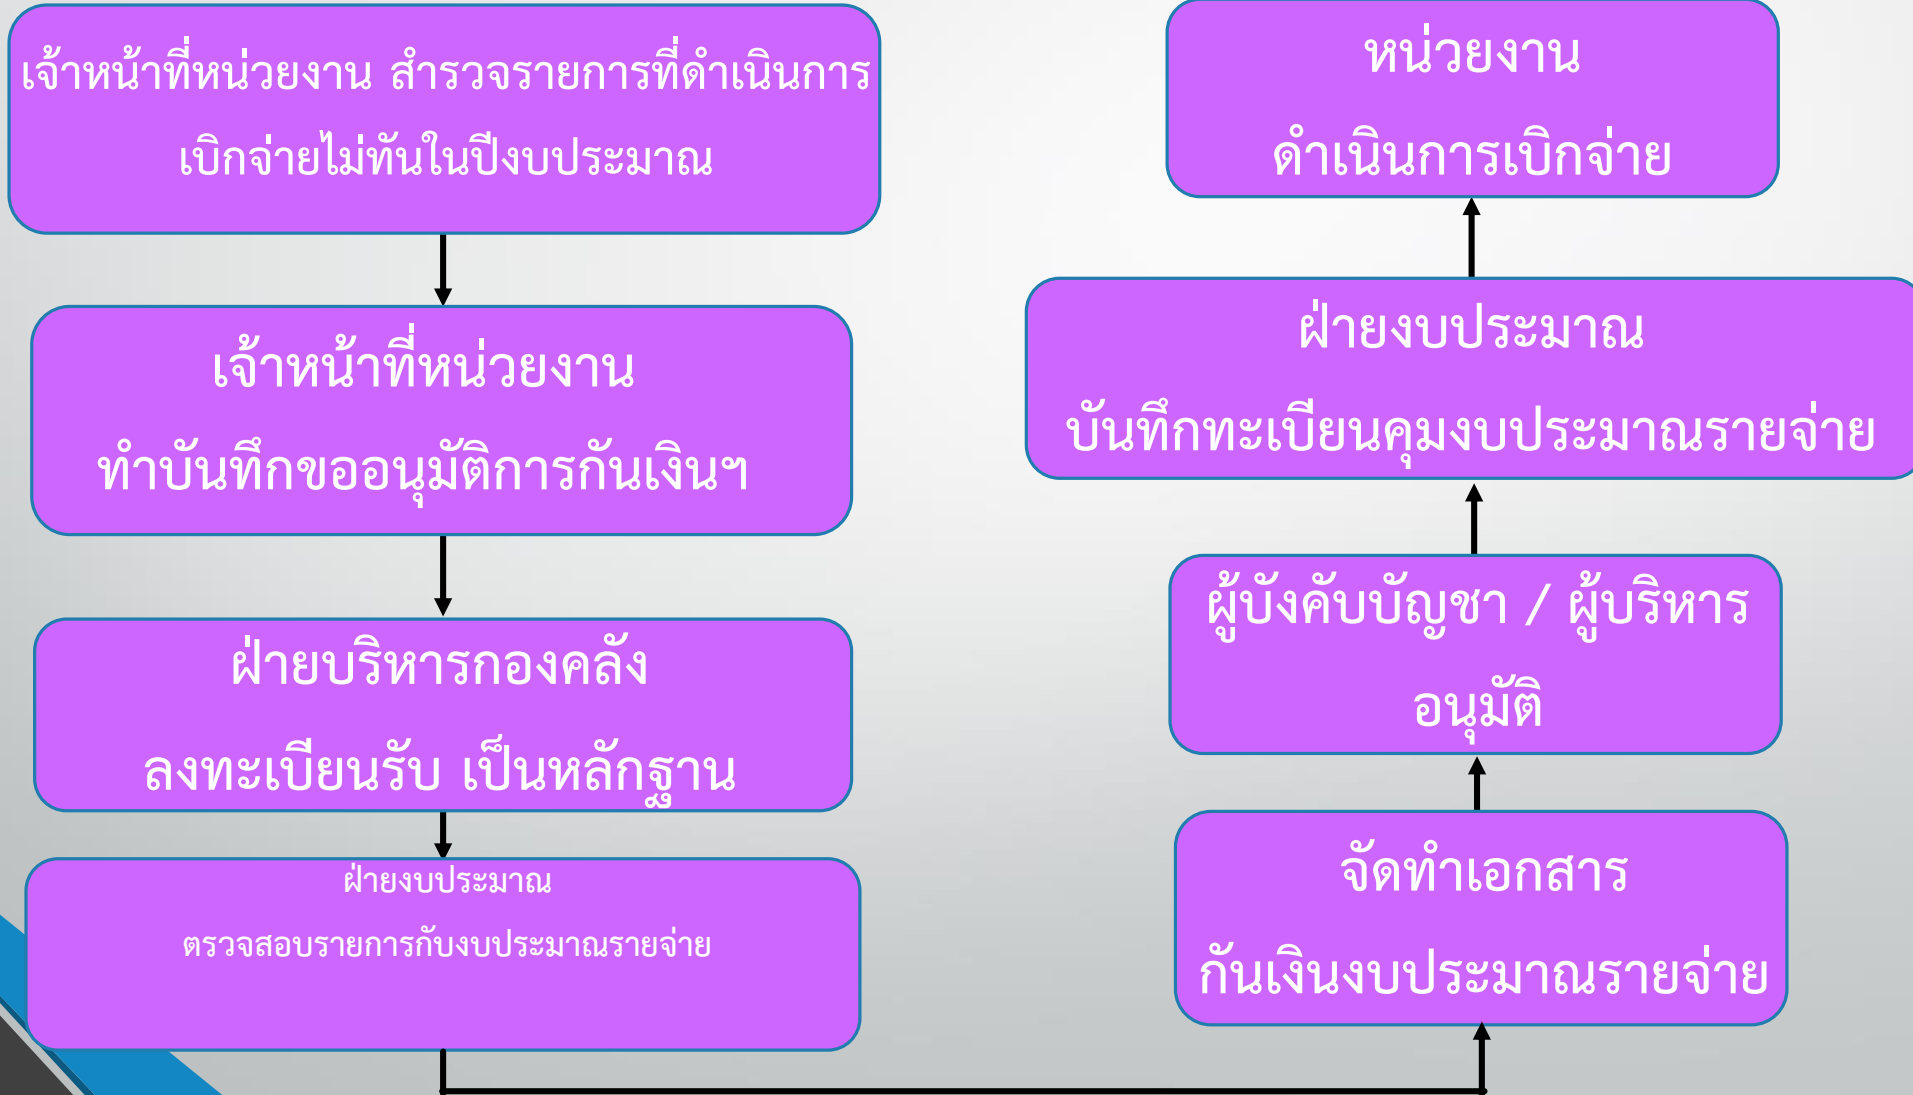 เจ้าหน้าที่หน่วยงาน สำรวจรายการที่ดำเนินการ
เบิกจ่ายไม่ทันในปีงบประมาณ
เจ้าหน้าที่หน่วยงาน
ทำบันทึกขออนุมัติการกันเงินฯ
ฝ่ายบริหารกองคลัง
ลงทะเบียนรับ เป็นหลักฐาน
ฝ่ายงบประมาณ
ตรวจสอบรายการกับงบประมาณรายจ่าย
จัดทำเอกสาร
กันเงินงบประมาณรายจ่าย
ผู้บังคับบัญชา / ผู้บริหาร
อนุมัติ
ฝ่ายงบประมาณ
บันทึกทะเบียนคุมงบประมาณรายจ่าย
หน่วยงาน
ดำเนินการเบิกจ่าย